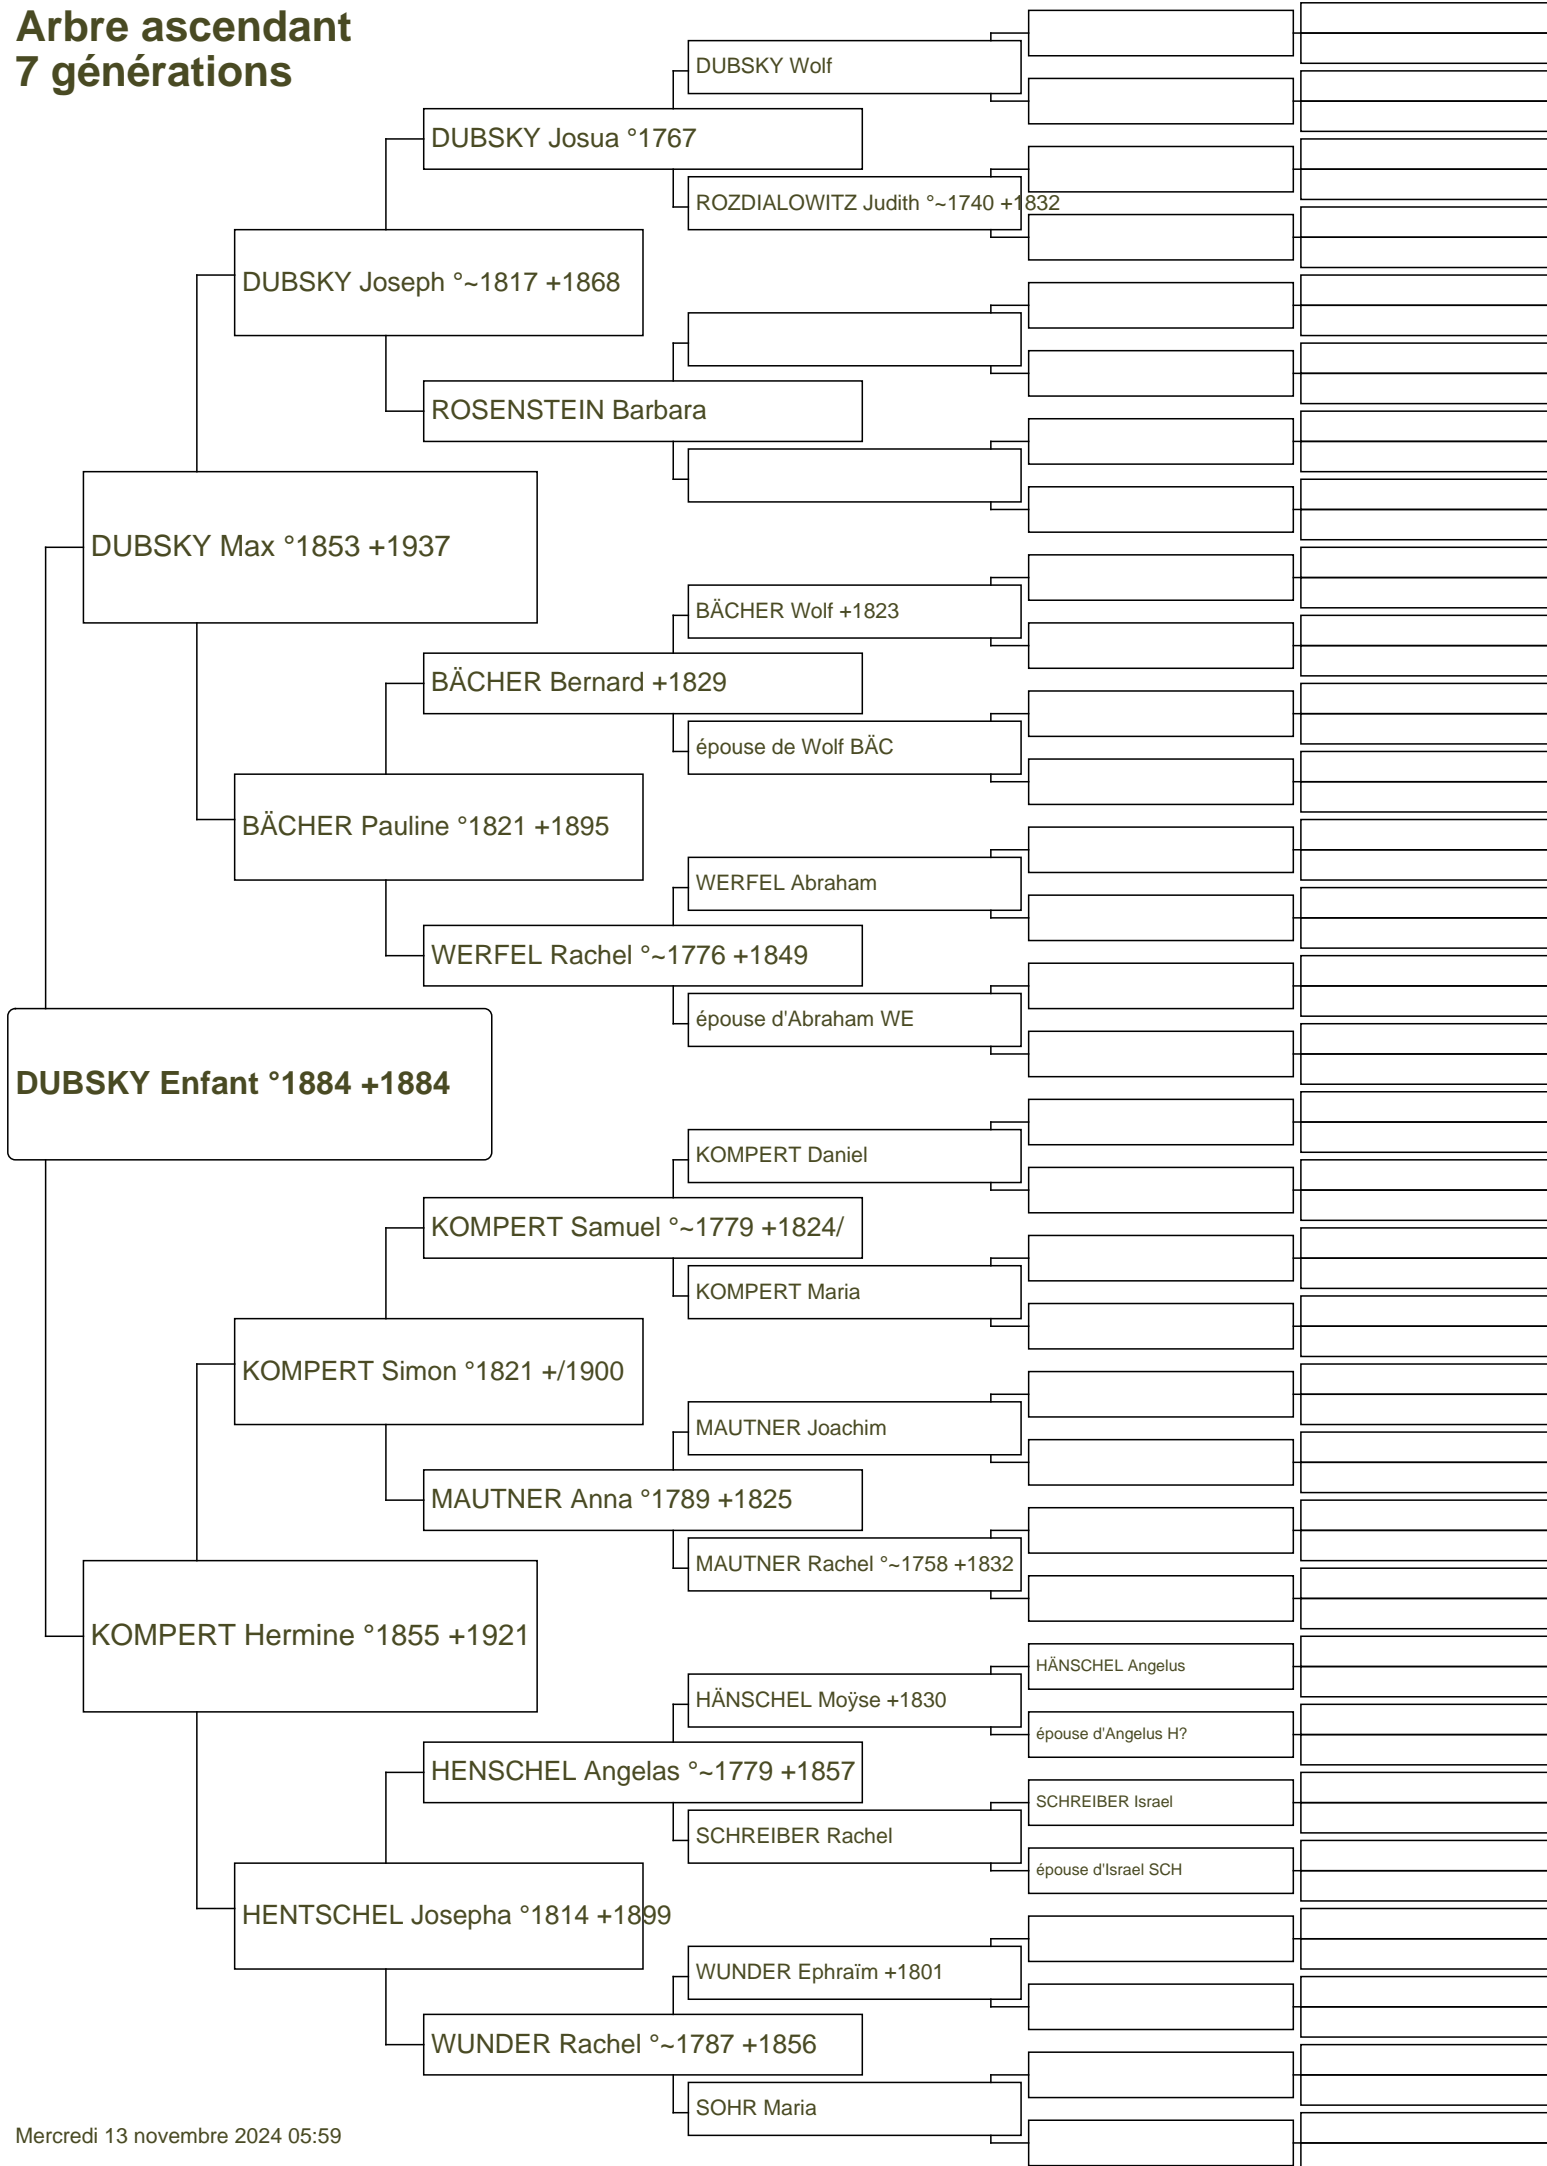 Arbre ascendant
7 générations
DUBSKY Wolf
DUBSKY Josua °1767
ROZDIALOWITZ Judith °~1740 +1832
DUBSKY Joseph °~1817 +1868
ROSENSTEIN Barbara
DUBSKY Max °1853 +1937
BÄCHER Wolf +1823
BÄCHER Bernard +1829
épouse de Wolf BÄC
BÄCHER Pauline °1821 +1895
WERFEL Abraham
WERFEL Rachel °~1776 +1849
épouse d'Abraham WE
DUBSKY Enfant °1884 +1884
KOMPERT Daniel
KOMPERT Samuel °~1779 +1824/
KOMPERT Maria
KOMPERT Simon °1821 +/1900
MAUTNER Joachim
MAUTNER Anna °1789 +1825
MAUTNER Rachel °~1758 +1832
KOMPERT Hermine °1855 +1921
HÄNSCHEL Angelus
HÄNSCHEL Moÿse +1830
épouse d'Angelus H?
HENSCHEL Angelas °~1779 +1857
SCHREIBER Israel
SCHREIBER Rachel
épouse d'Israel SCH
HENTSCHEL Josepha °1814 +1899
WUNDER Ephraïm +1801
WUNDER Rachel °~1787 +1856
SOHR Maria
Mercredi 13 novembre 2024 05:59